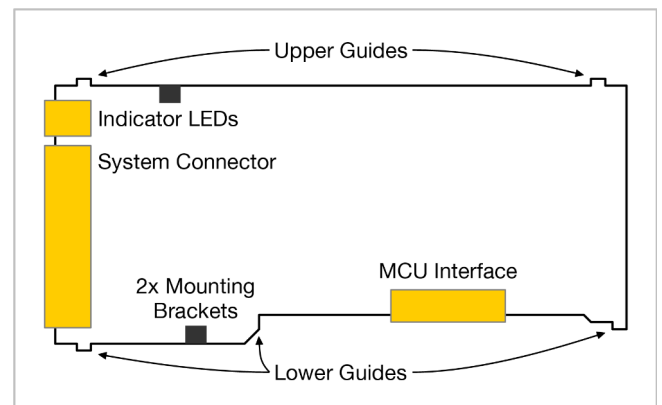 Upper Guides
Indicator LEDs
System Connector
MCU Interface
2x Mounting
Brackets
Lower Guides